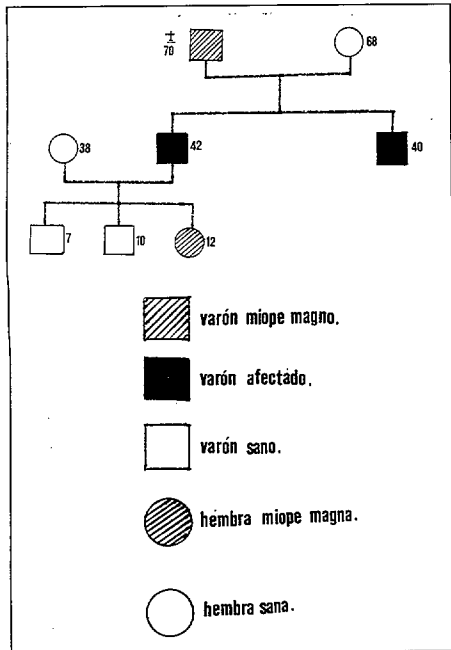 ±
70
68
38
42
40
7
10
12
varón miope magno.
varón afectado.
varón sano.
hembra miope magna.
hembra sana.